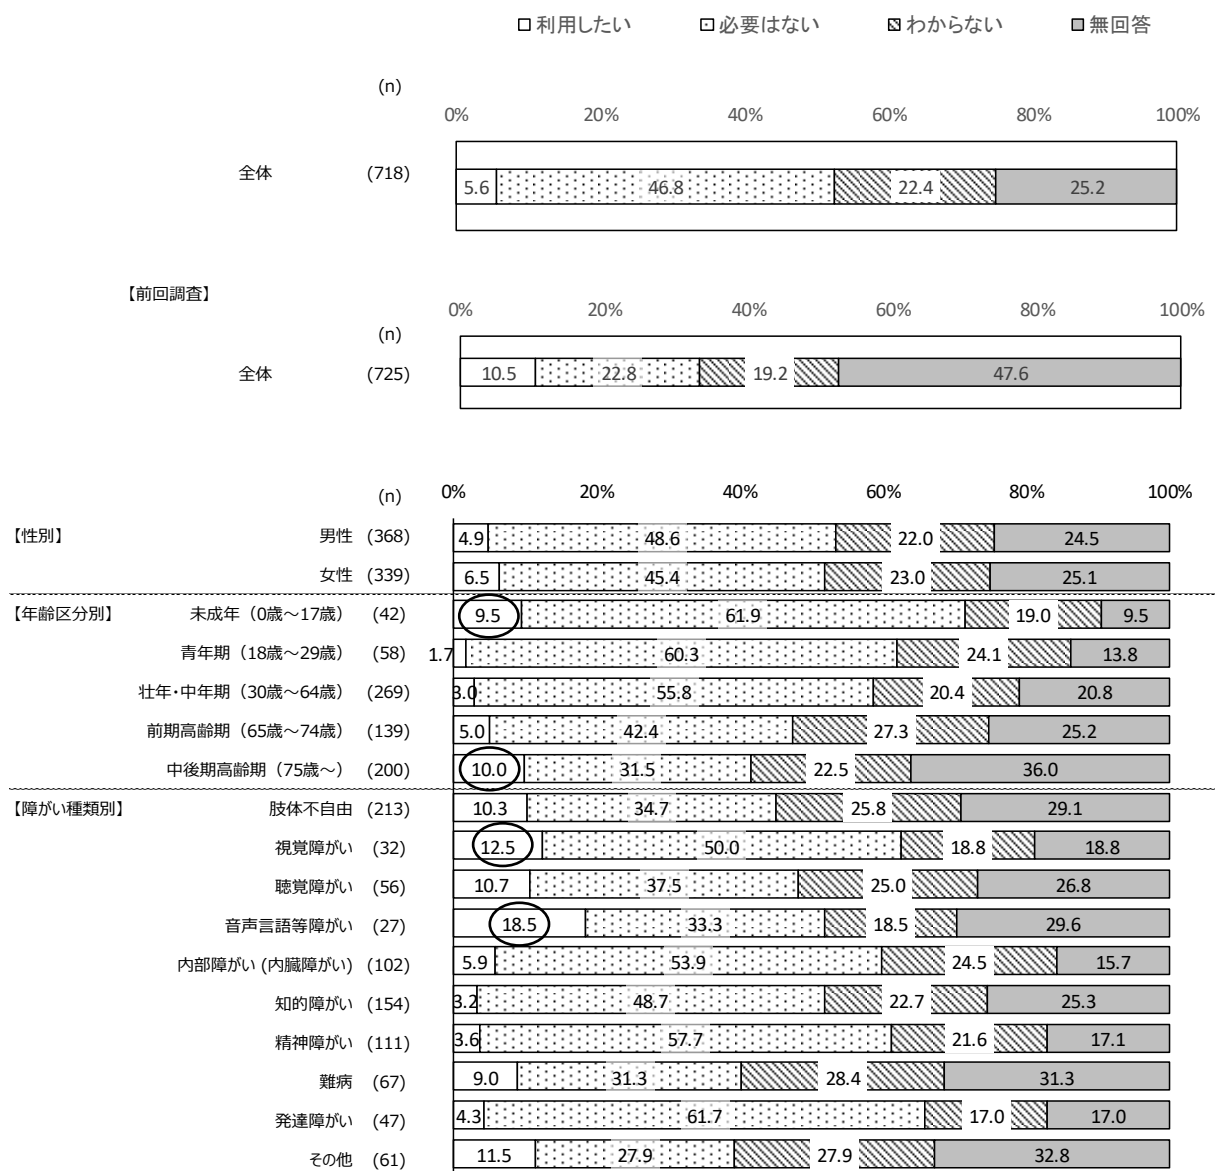 利用したい 必要はない わからない 無回答
(n)
0% 20% 40% 60% 80% 100%
全体 (718) 5.6 46.8 22.4 25.2
【前回調査】
0% 20% 40% 60% 80% 100%
(n)
全体 (725) 10.5 22.8 19.2 47.6
(n) 0% 20% 40% 60% 80% 100%
【性別】 男性 (368) 4.9 48.6 22.0 24.5
女性 (339) 6.5 45.4 23.0 25.1
【年齢区分別】 未成年（0歳～17歳） (42) 9.5 61.9 19.0 9.5
青年期（18歳～29歳） (58) 1.7 60.3 24.1 13.8
壮年・中年期（30歳～64歳） (269) 3.0 55.8 20.4 20.8
前期高齢期（65歳～74歳） (139) 5.0 42.4 27.3 25.2
中後期高齢期（75歳～） (200) 10.0 31.5 22.5 36.0
【障がい種類別】 肢体不自由 (213) 10.3 34.7 25.8 29.1
視覚障がい (32) 12.5 50.0 18.8 18.8
聴覚障がい (56) 10.7 37.5 25.0 26.8
音声言語等障がい (27) 18.5 33.3 18.5 29.6
内部障がい (内臓障がい) (102) 5.9 53.9 24.5 15.7
知的障がい (154) 3.2 48.7 22.7 25.3
精神障がい (111) 3.6 57.7 21.6 17.1
難病 (67) 9.0 31.3 28.4 31.3
発達障がい (47) 4.3 61.7 17.0 17.0
その他 (61) 11.5 27.9 27.9 32.8